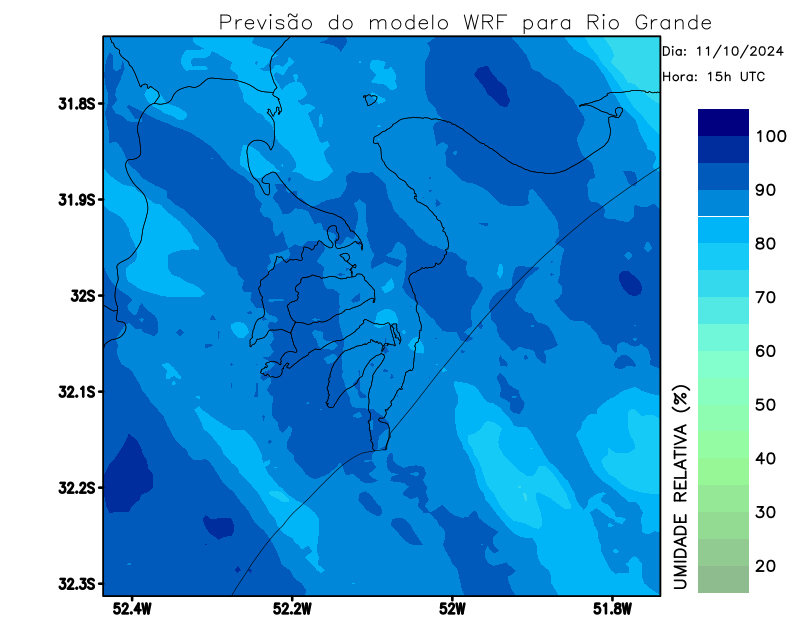 Previsão do modelo WRF para Rio Grande
Dia: 11/10/2024
Hora: 15h UTC
31.8S
31.9S
32S
32.1S
32.2S
32.3S
52.4W
52.2W
52W
51.8W
100
90
80
70
60
50
40
30
20
UMIDADE RELATIVA (%)